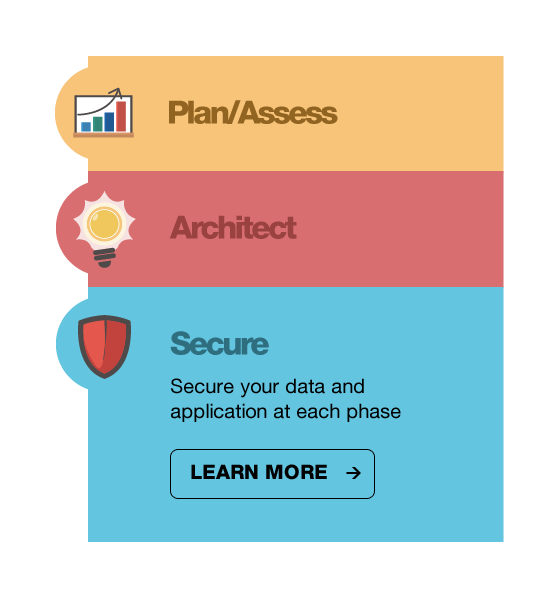 Plan/Assess
Architect
Secure
Secure your data and
application at each phase
LEARN MORE →